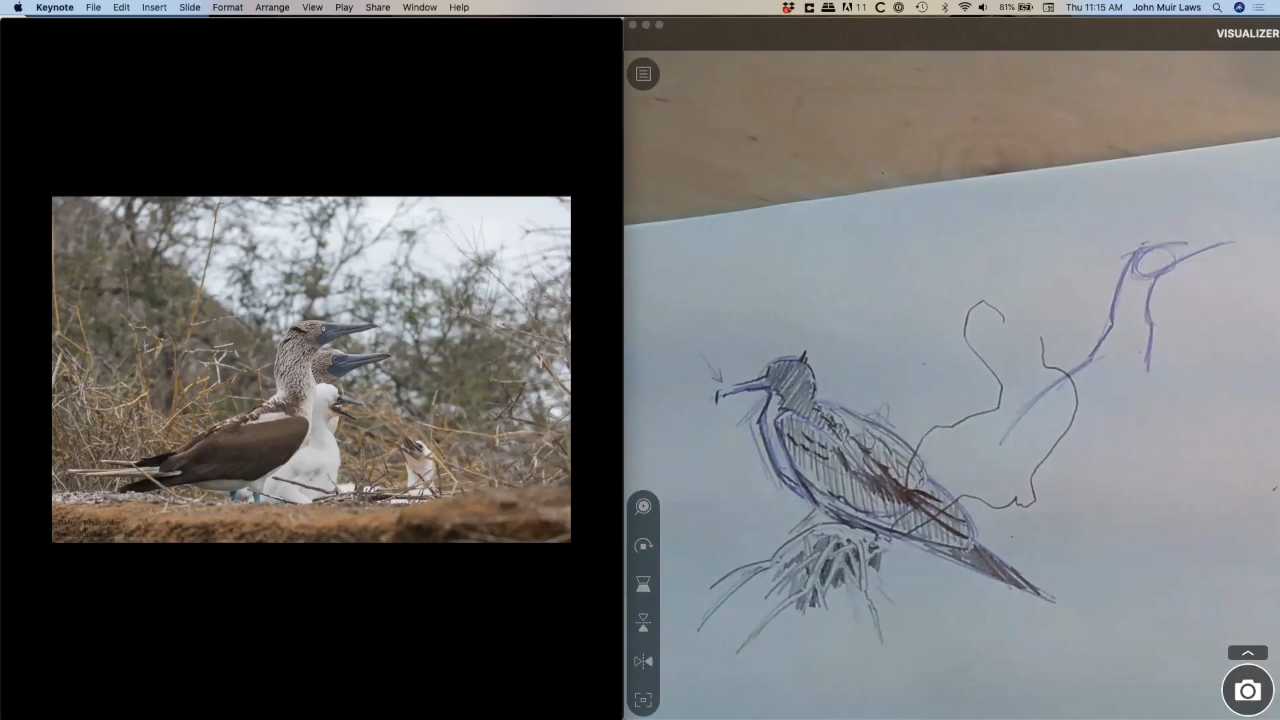 Keynote File Edit Insert Slide Format Arrange View Play Share Window Help 11 81% Thu 11:15 AM John Muir Laws
VISUALIZER